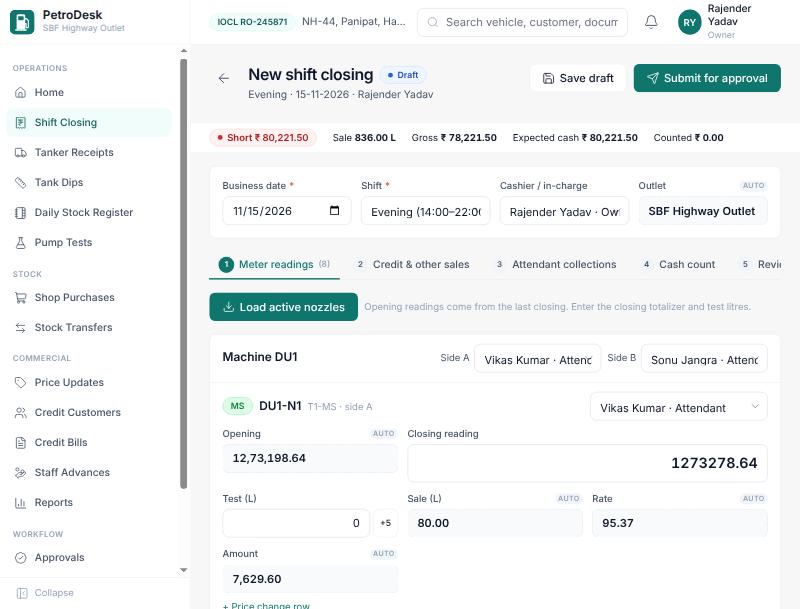 PetroDesk
SBF Highway Outlet
OPERATIONS
Home
Shift Closing
Tanker Receipts
Tank Dips
Daily Stock Register
Pump Tests
STOCK
Shop Purchases
Stock Transfers
COMMERCIAL
Price Updates
Credit Customers
Credit Bills
Staff Advances
Reports
WORKFLOW
Approvals
Collapse
IOCL RO-245871 NH-44, Panipat, Ha...
Search vehicle, customer, docum
RY Rajender Yadav
Owner
New shift closing Draft
Evening · 15-11-2026 · Rajender Yadav
Save draft
Submit for approval
Short ₹ 80,221.50 Sale 836.00 L Gross ₹ 78,221.50 Expected cash ₹ 80,221.50 Counted ₹ 0.00
Business date * Shift * Cashier / in-charge Outlet AUTO
11/15/2026 Evening (14:00–22:00 Rajender Yadav · Ow SBF Highway Outlet
1 Meter readings (8) 2 Credit & other sales 3 Attendant collections 4 Cash count 5 Revi
Load active nozzles Opening readings come from the last closing. Enter the closing totalizer and test litres.
Machine DU1 Side A Vikas Kumar · Attend Side B Sonu Jangra · Attend
MS DU1-N1 T1-MS · side A Vikas Kumar · Attendant
Opening AUTO Closing reading
12,73,198.64 1273278.64
Test (L) Sale (L) AUTO Rate AUTO
0 +5 80.00 95.37
Amount AUTO
7,629.60
+ Price change row